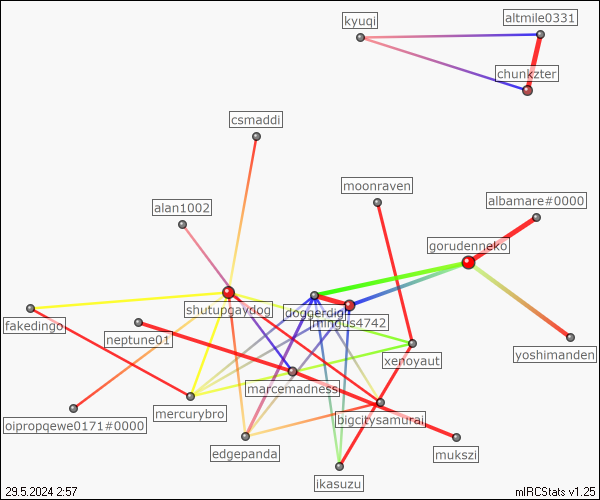 kyuqi
altmile0331
chunkzter
csmaddi
moonraven
albamare#0000
alan1002
gorudenneko
shutupgaydog
doggerdigi
mingus4742
fakedingo
neptune01
xenoyaut
yoshimanden
marcemadness
mercurybro
bigcitysamurai
oipropqewe0171#0000
edgepanda
mukszi
ikasuzu
29.5.2024 2:57
mIRCStats v1.25